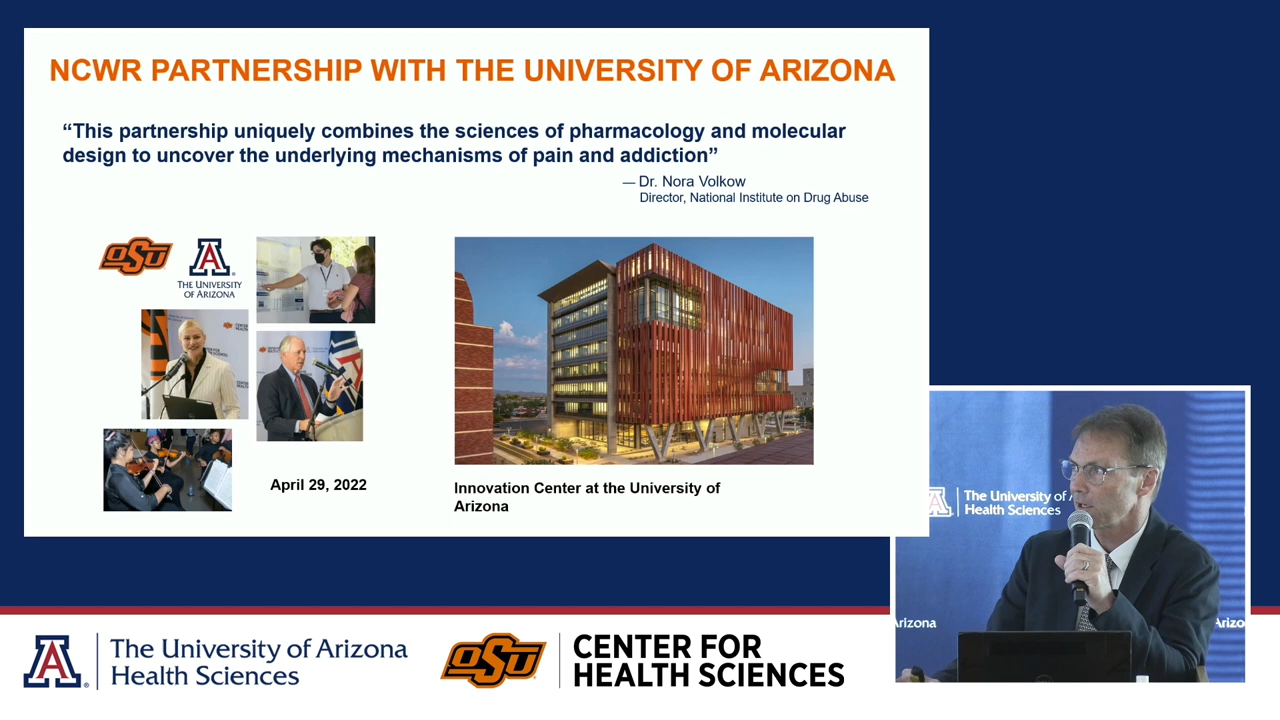 NCWR PARTNERSHIP WITH THE UNIVERSITY OF ARIZONA
“This partnership uniquely combines the sciences of pharmacology and molecular
design to uncover the underlying mechanisms of pain and addiction”
— Dr. Nora Volkow
Director, National Institute on Drug Abuse
OSU
A
THE UNIVERSITY
OF ARIZONA
April 29, 2022
Innovation Center at the University of
Arizona
The University of
Health Sciences
Arizona
A
The University of Arizona
Health Sciences
OSU
CENTER FOR
HEALTH SCIENCES